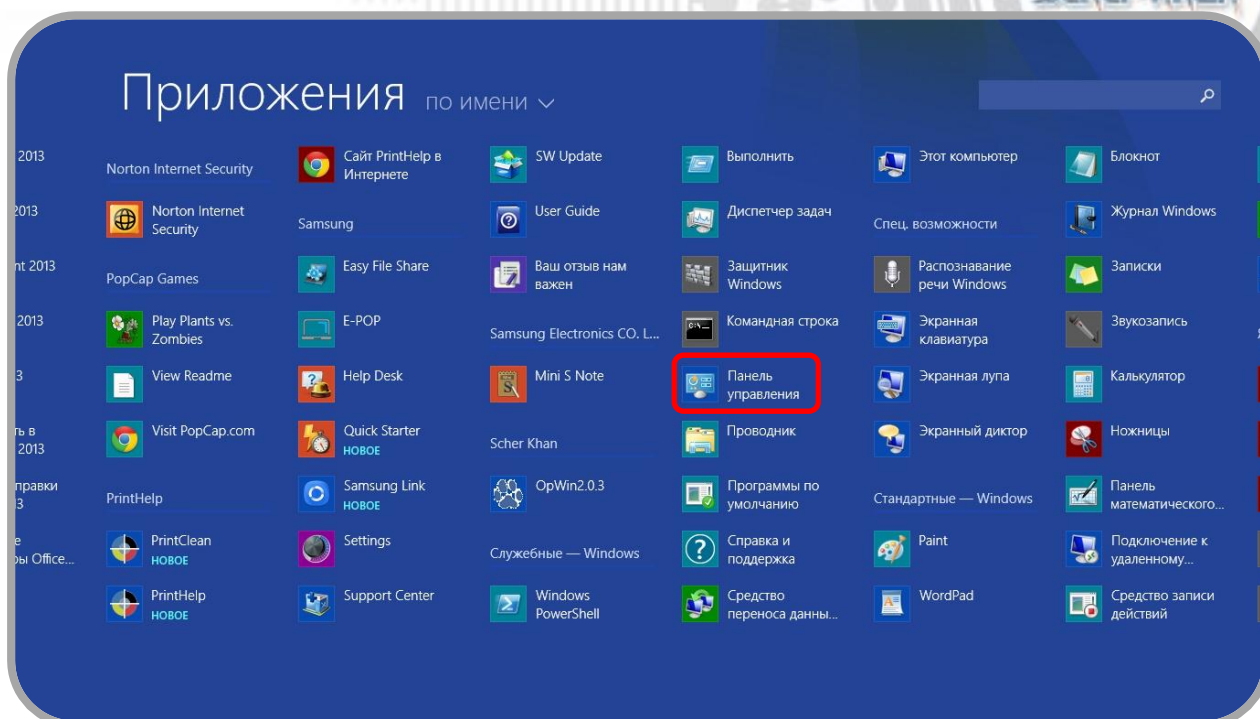 Приложения по имени
2013
2013
nt 2013
2013
3
ть в
2013
правки
3
е
ры Office...
Norton Internet Security
Norton Internet
Security
PopCap Games
Play Plants vs.
Zombies
View Readme
Visit PopCap.com
PrintHelp
PrintClean
НОВОЕ
PrintHelp
НОВОЕ
Сайт PrintHelp в
Интернете
Samsung
Easy File Share
E-POP
Help Desk
Quick Starter
НОВОЕ
Samsung Link
НОВОЕ
Settings
Support Center
SW Update
User Guide
Ваш отзыв нам
важен
Samsung Electronics CO. L...
Mini S Note
Scher Khan
OpWin2.0.3
Служебные — Windows
Windows
PowerShell
Выполнить
Диспетчер задач
Защитник
Windows
Командная строка
Панель
управления
Проводник
Программы по
умолчанию
Справка и
поддержка
Средство
переноса данны...
Этот компьютер
Спец. возможности
Распознавание
речи Windows
Экранная
клавиатура
Экранная лупа
Экранный диктор
Стандартные — Windows
Paint
WordPad
Блокнот
Журнал Windows
Записки
Звукозапись
Калькулятор
Ножницы
Панель
математического...
Подключение к
удаленному...
Средство записи
действий